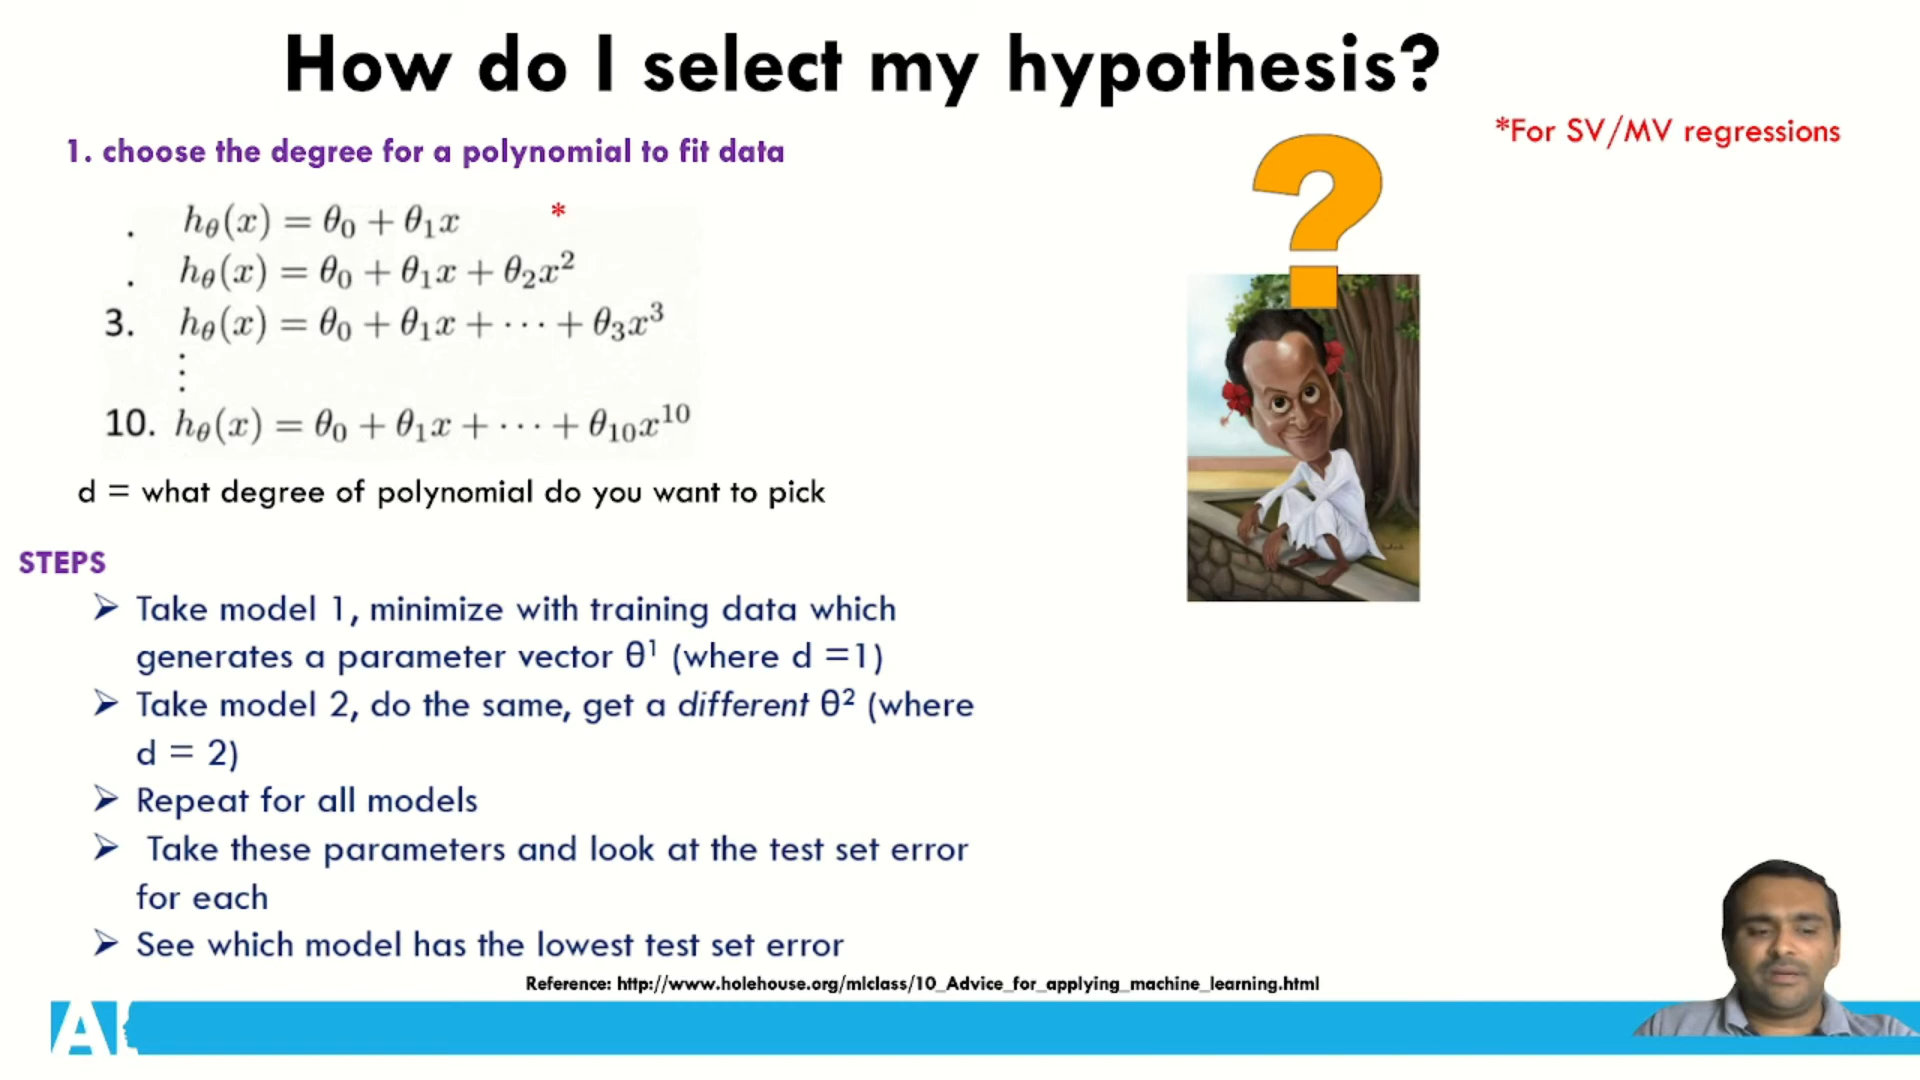 How do I select my hypothesis?
*For SV/MV regressions
1. choose the degree for a polynomial to fit data
. hθ(x) = θ₀ + θ₁x *
. hθ(x) = θ₀ + θ₁x + θ₂x²
3. hθ(x) = θ₀ + θ₁x + ⋯ + θ₃x³
⋮
10. hθ(x) = θ₀ + θ₁x + ⋯ + θ₁₀x¹⁰
d = what degree of polynomial do you want to pick
?
STEPS
➢ Take model 1, minimize with training data which
generates a parameter vector θ¹ (where d =1)
➢ Take model 2, do the same, get a different θ² (where
d = 2)
➢ Repeat for all models
➢ Take these parameters and look at the test set error
for each
➢ See which model has the lowest test set error
Reference: http://www.holehouse.org/mlclass/10_Advice_for_applying_machine_learning.html
AI